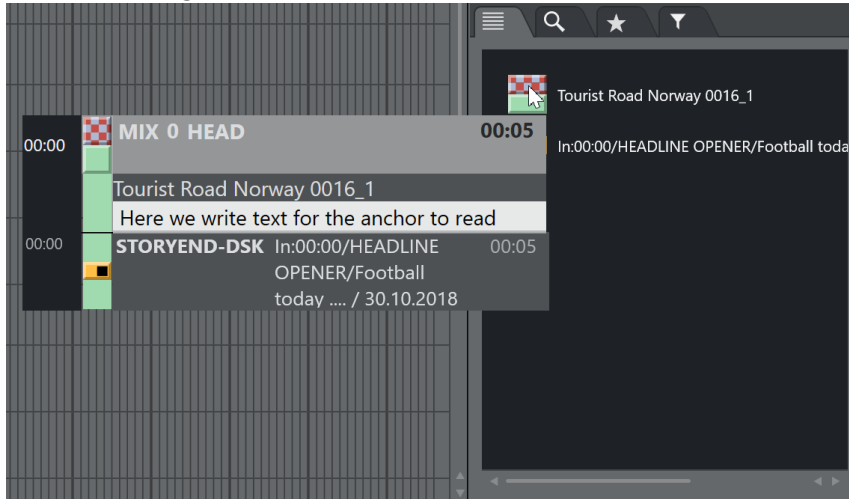 Tourist Road Norway 0016_1
00:00 MIX 0 HEAD 00:05
In:00:00/HEADLINE OPENER/Football toda
Tourist Road Norway 0016_1
Here we write text for the anchor to read
00:00 STORYEND-DSK In:00:00/HEADLINE 00:05
OPENER/Football
today .... / 30.10.2018